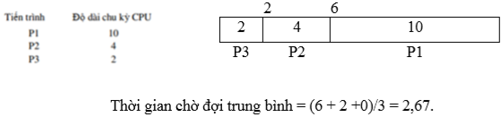 Tiến trình Độ dài chu kỳ CPU
P1 10
P2 4
P3 2
2 6
2 4 10
P3 P2 P1
Thời gian chờ đợi trung bình = (6 + 2 +0)/3 = 2,67.